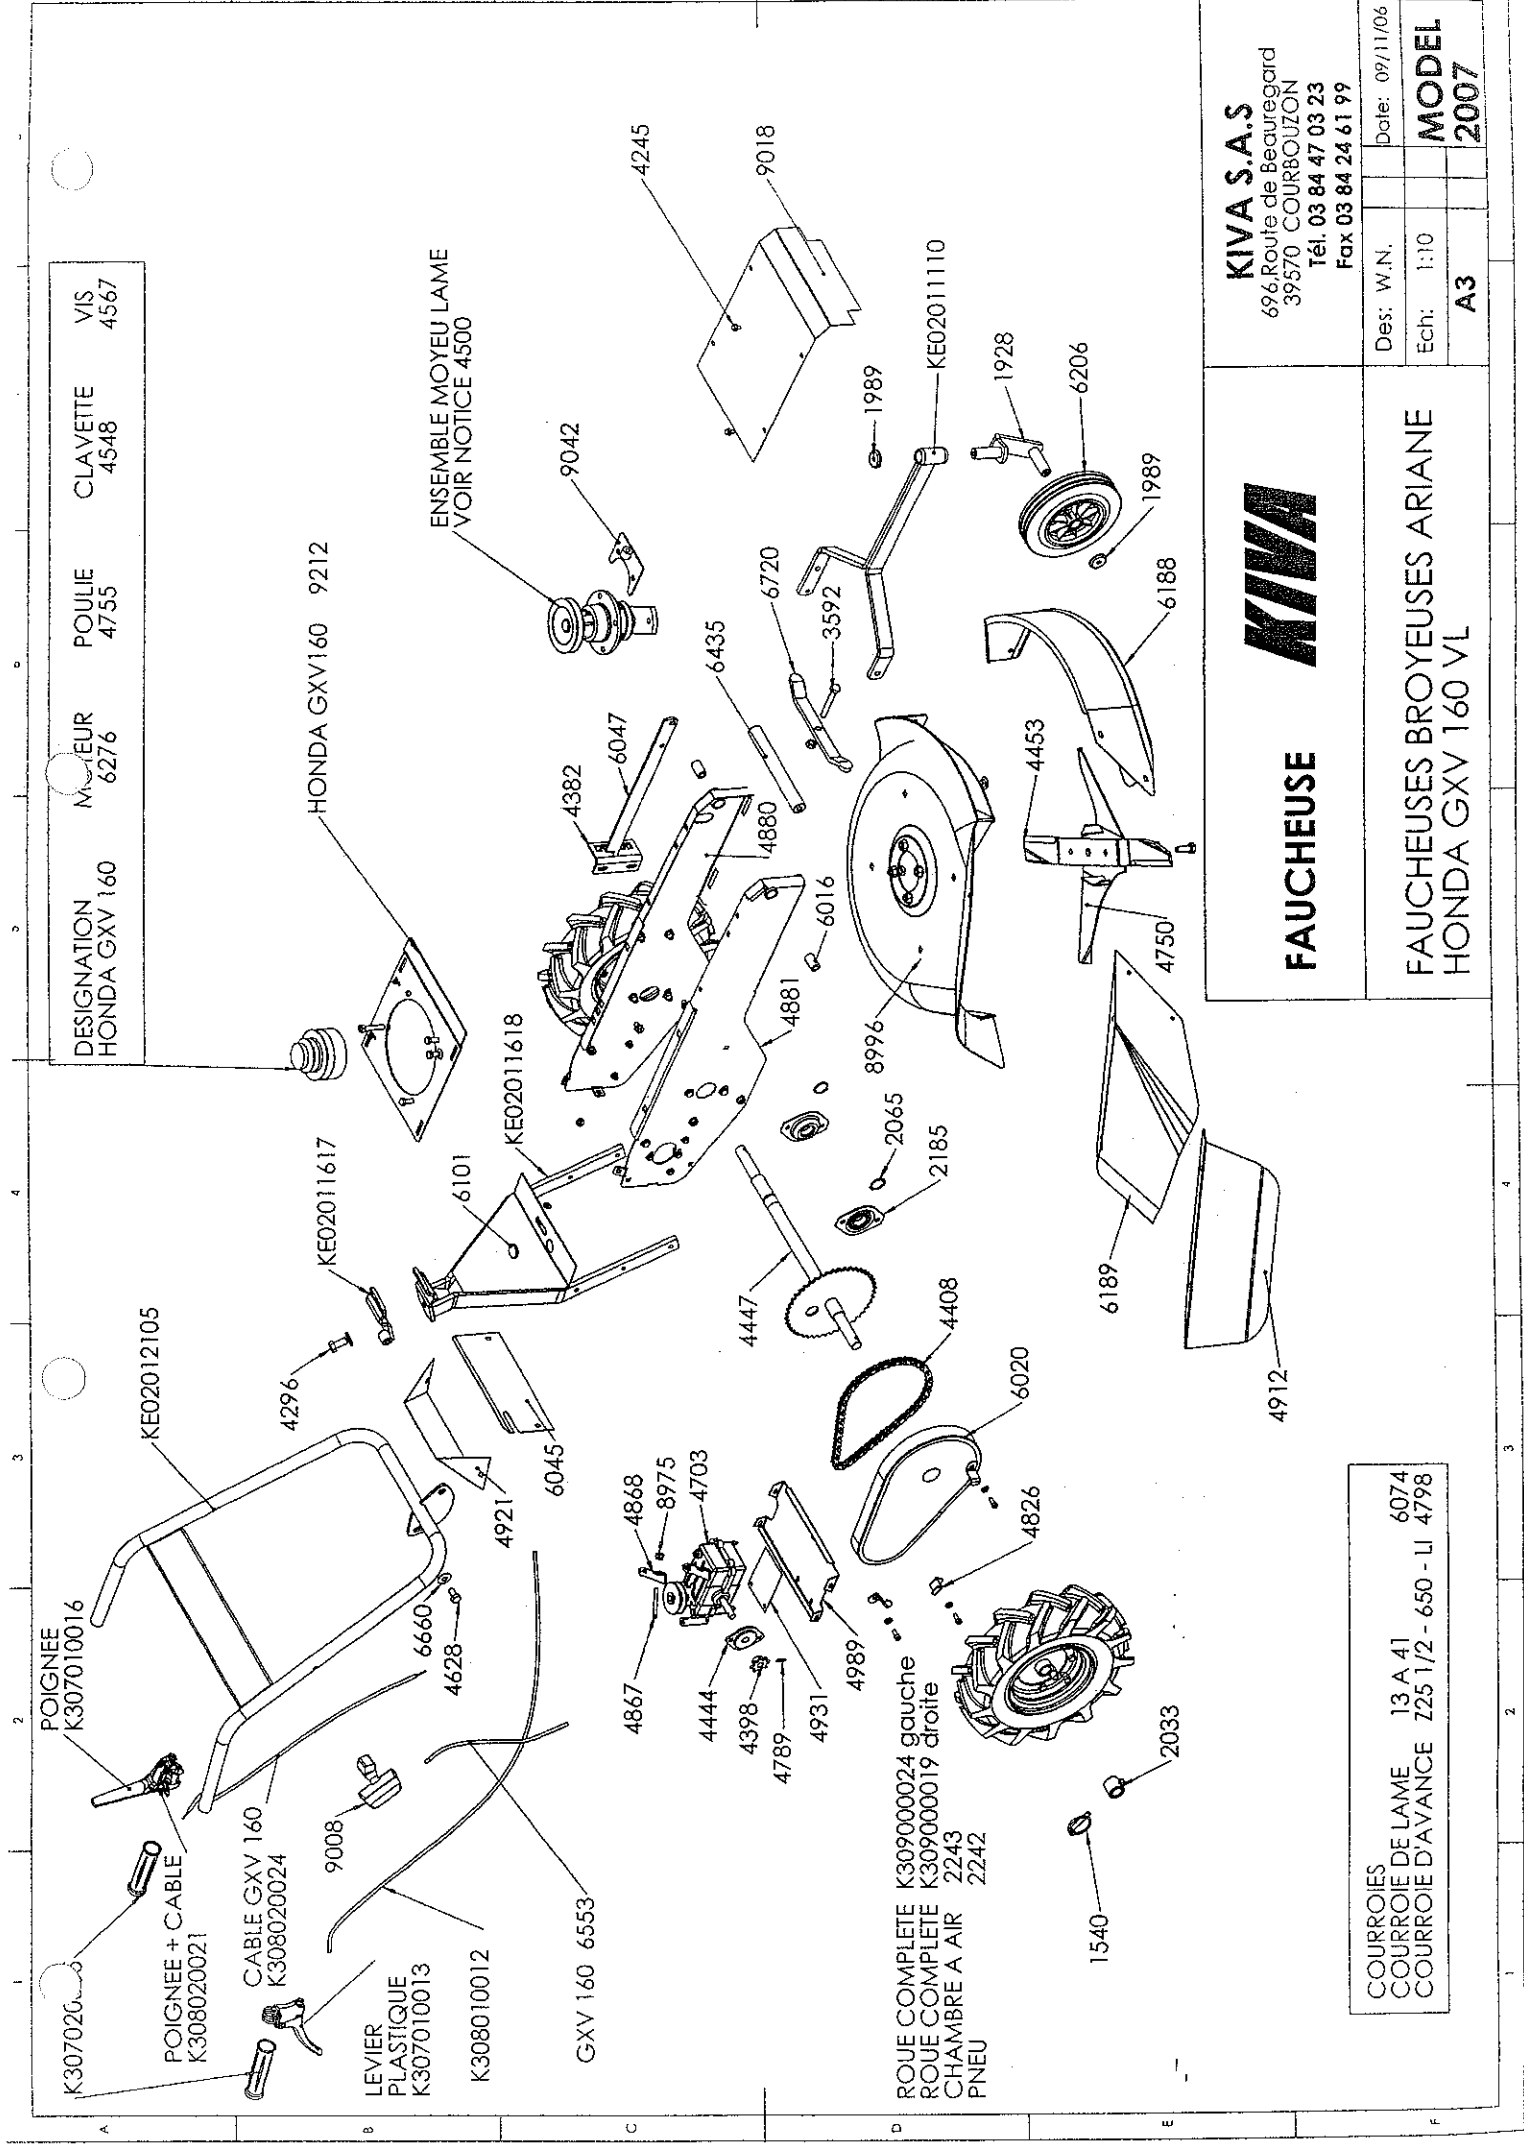 DESIGNATION MOTEUR POULIE CLAVETTE VIS
HONDA GXV 160 6276 4755 4548 4567
HONDA GXV160 9212
ENSEMBLE MOYEU LAME
VOIR NOTICE 4500
9042
4245
9018
1989
KE02011110
1928
6206
1989
6188
6720
3592
6435
4382
6047
4880
6016
4881
4453
4750
8996
KE02011618
KE02011617
6101
4296
KE02012105
2065
2185
4447
4408
6020
6189
4912
6045
4921
POIGNEE
K307010016
6660
4628
POIGNEE + CABLE
K308020021
CABLE GXV 160
K308020024
9008
LEVIER
PLASTIQUE
K307010013
K308010012
GXV 160 6553
4868
8975
4703
4867
4444
4398
4789
4931
4989
4826
ROUE COMPLETE K309000024 gauche
ROUE COMPLETE K309000019 droite
CHAMBRE A AIR 2243
PNEU 2242
2033
1540
COURROIES
COURROIE DE LAME 13 A 41 6074
COURROIE D'AVANCE Z25 1/2 - 650 - LI 4798
FAUCHEUSE
KIVA
KIVA S.A.S
696,Route de Beauregard
39570 COURBOUZON
Tél. 03 84 47 03 23
Fax 03 84 24 61 99
FAUCHEUSES BROYEUSES ARIANE
HONDA GXV 160 VL
Des: W.N.
Date: 09/11/06
Ech: 1:10
MODEL
2007
A3
1
2
3
4
1
2
3
4
A
B
C
D
E
F